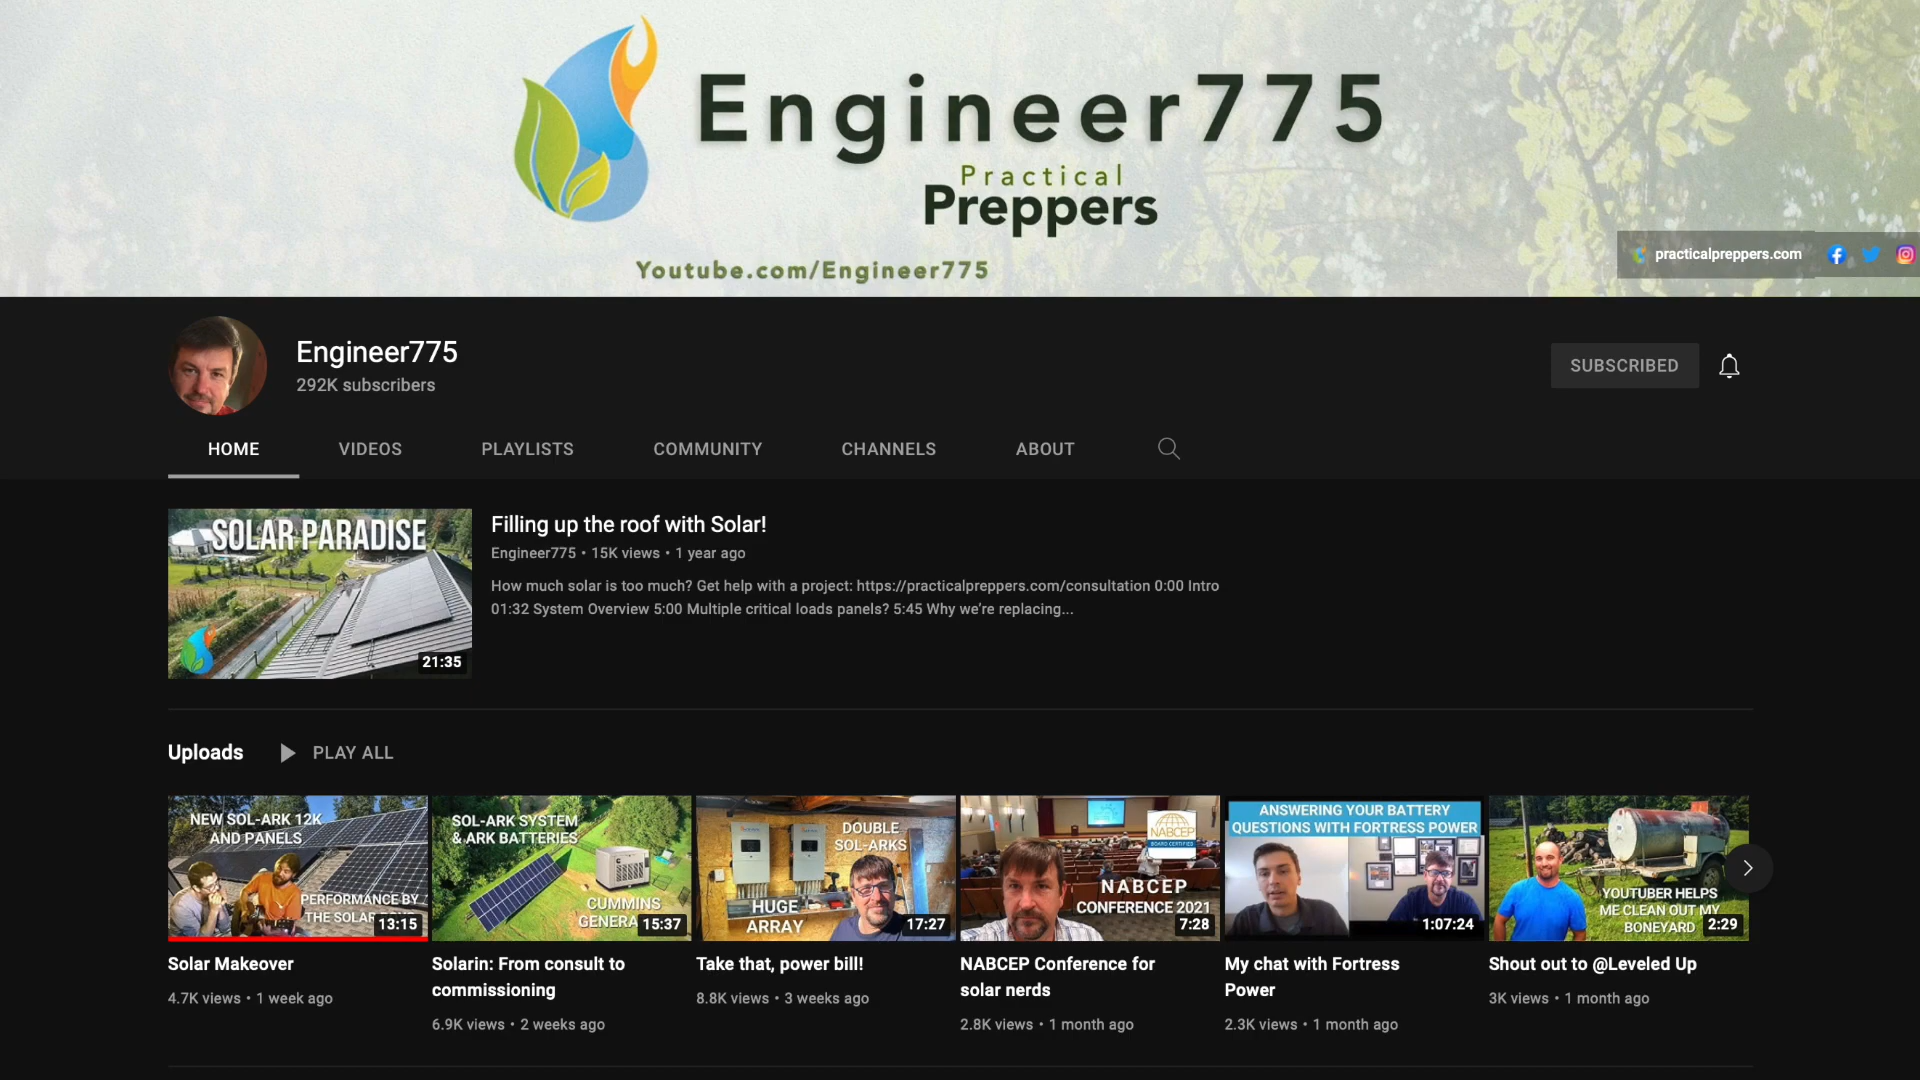 Engineer775
Practical
Preppers
Youtube.com/Engineer775
practicalpreppers.com
Engineer775
292K subscribers
SUBSCRIBED
HOME
VIDEOS
PLAYLISTS
COMMUNITY
CHANNELS
ABOUT
SOLAR PARADISE
21:35
Filling up the roof with Solar!
Engineer775 • 15K views • 1 year ago
How much solar is too much? Get help with a project: https://practicalpreppers.com/consultation 0:00 Intro
01:32 System Overview 5:00 Multiple critical loads panels? 5:45 Why we’re replacing...
Uploads
PLAY ALL
NEW SOL-ARK 12K
AND PANELS
PERFORMANCE BY
THE SOLAR
13:15
Solar Makeover
4.7K views • 1 week ago
SOL-ARK SYSTEM
& ARK BATTERIES
CUMMINS
GENERA
15:37
Solarin: From consult to
commissioning
6.9K views • 2 weeks ago
DOUBLE
SOL-ARKS
HUGE
ARRAY
17:27
Take that, power bill!
8.8K views • 3 weeks ago
NABCEP
BOARD CERTIFIED
NABCEP
CONFERENCE 2021
7:28
NABCEP Conference for
solar nerds
2.8K views • 1 month ago
ANSWERING YOUR BATTERY
QUESTIONS WITH FORTRESS POWER
1:07:24
My chat with Fortress
Power
2.3K views • 1 month ago
YOUTUBER HELPS
ME CLEAN OUT MY
BONEYARD
2:29
Shout out to @Leveled Up
3K views • 1 month ago